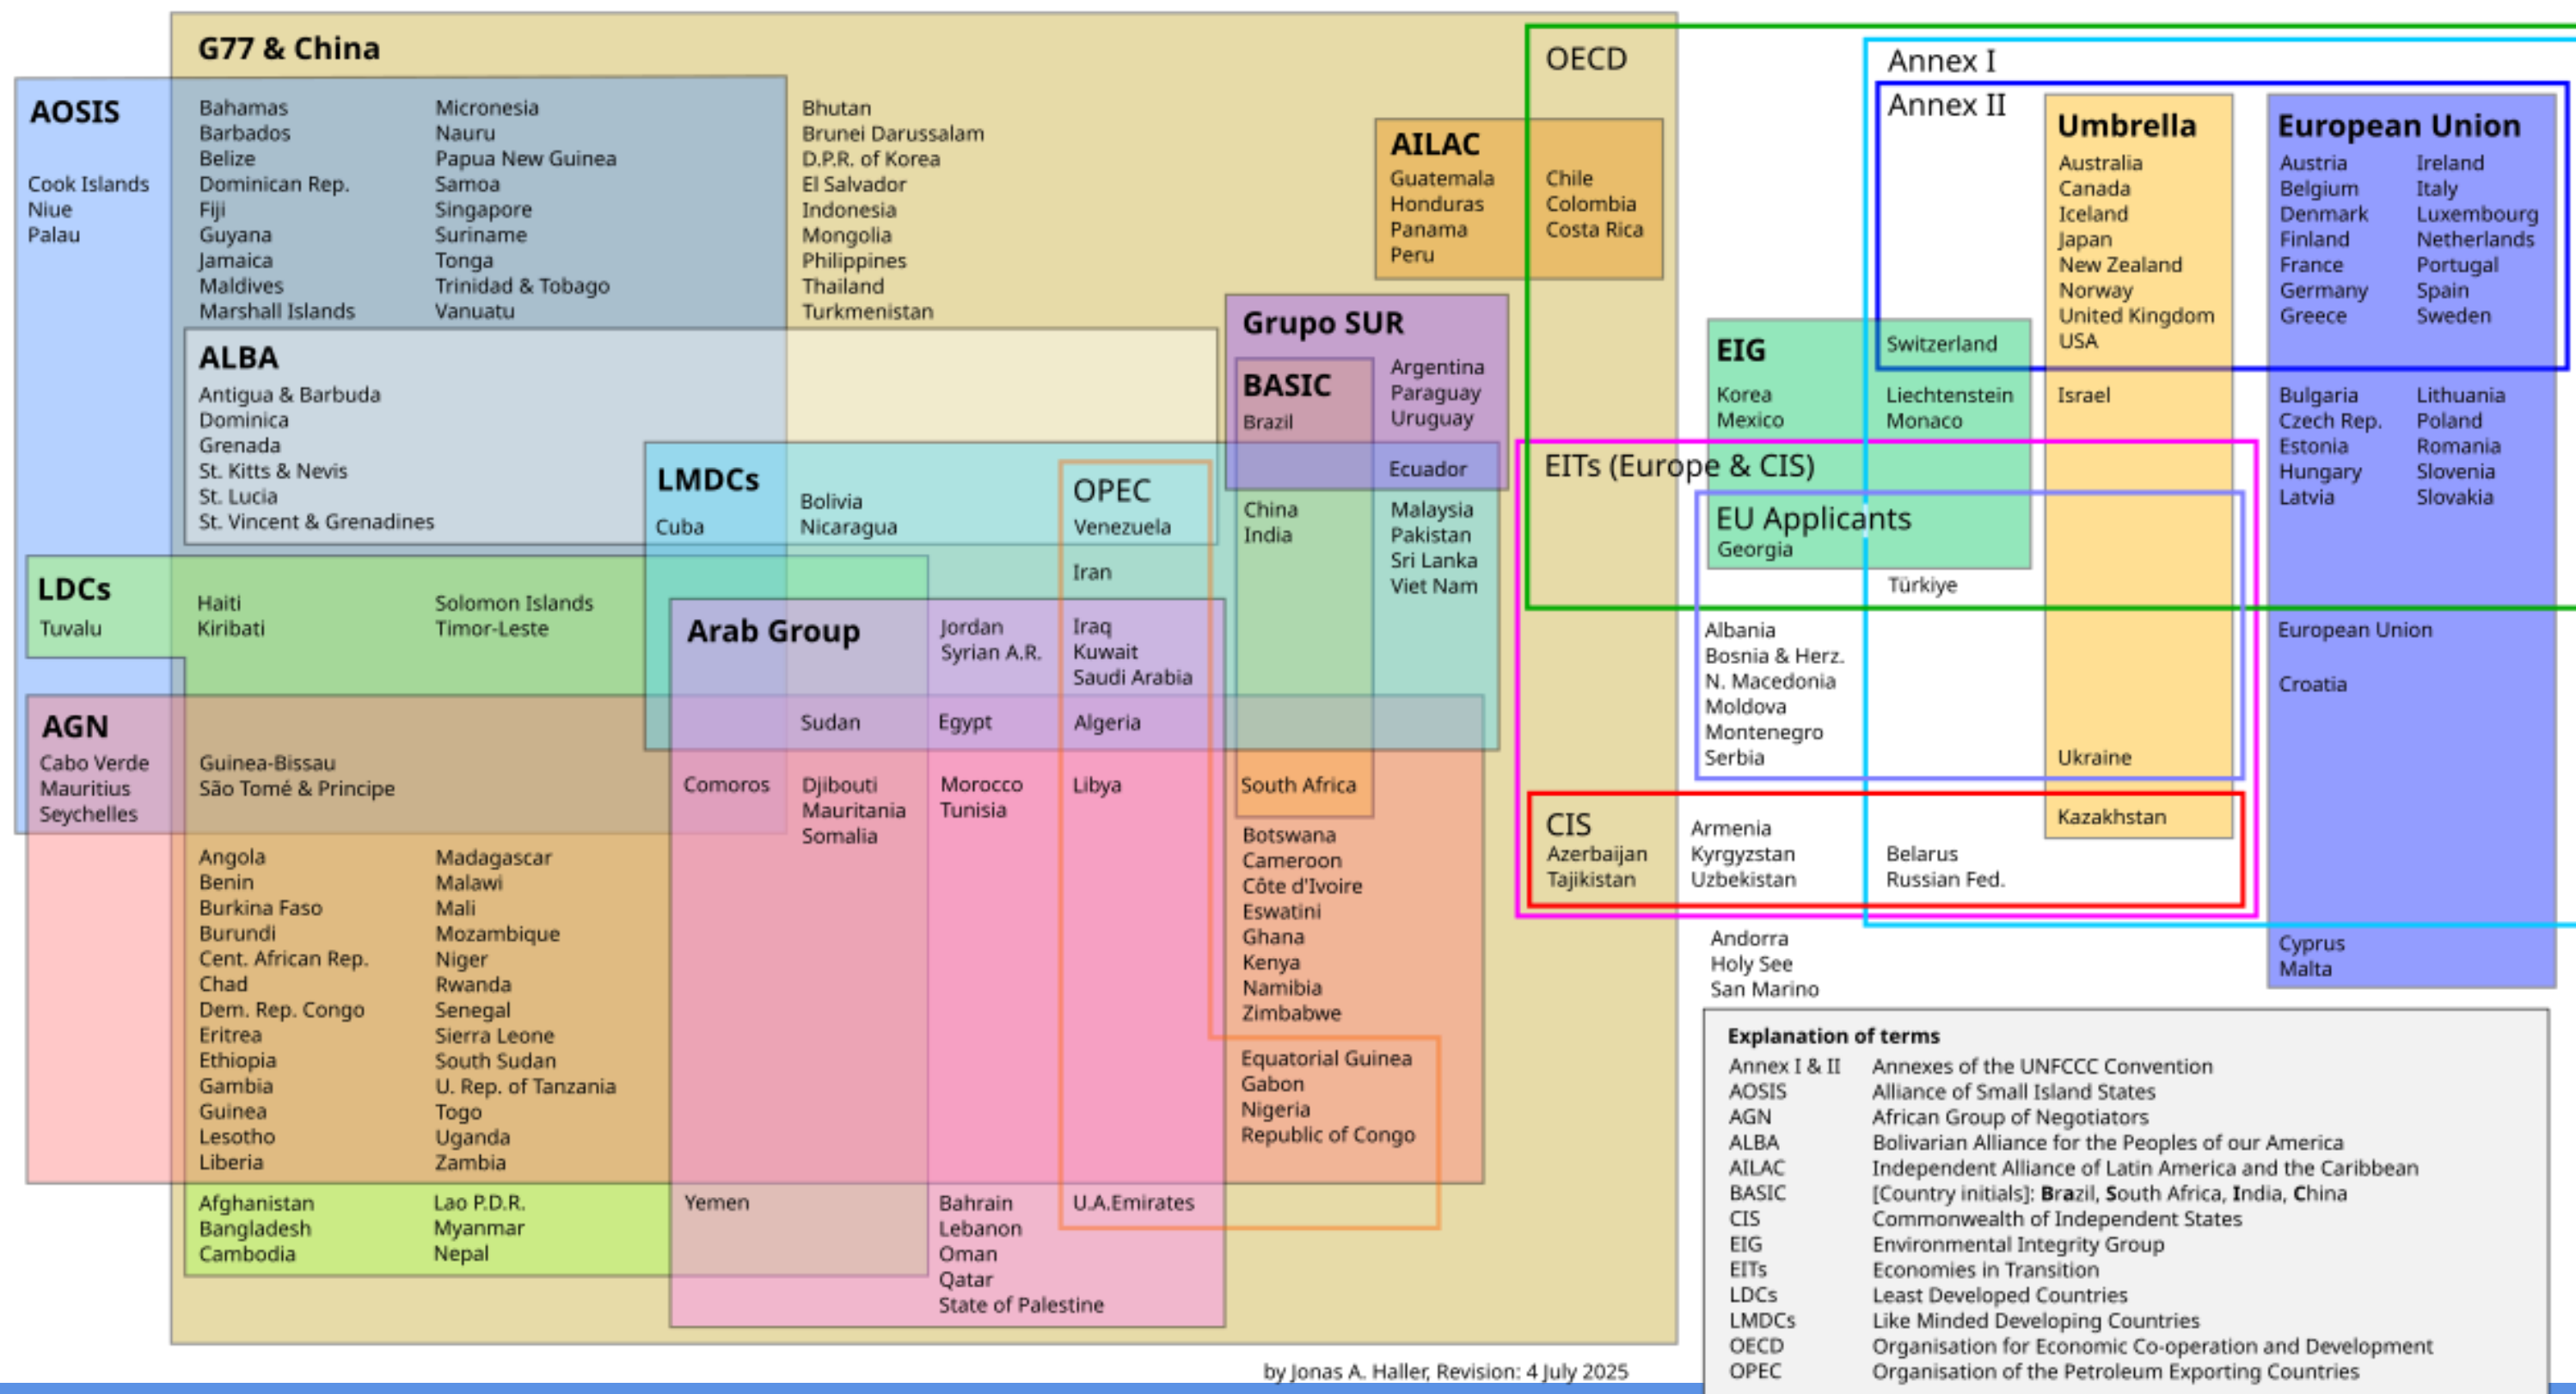 G77 & China
AOSIS
Cook Islands
Niue
Palau
Bahamas
Barbados
Belize
Dominican Rep.
Fiji
Guyana
Jamaica
Maldives
Marshall Islands
Micronesia
Nauru
Papua New Guinea
Samoa
Singapore
Suriname
Tonga
Trinidad & Tobago
Vanuatu
Bhutan
Brunei Darussalam
D.P.R. of Korea
El Salvador
Indonesia
Mongolia
Philippines
Thailand
Turkmenistan
ALBA
Antigua & Barbuda
Dominica
Grenada
St. Kitts & Nevis
St. Lucia
St. Vincent & Grenadines
LMDCs
Cuba
Bolivia
Nicaragua
OPEC
Venezuela
Iran
LDCs
Tuvalu
Haiti
Kiribati
Solomon Islands
Timor-Leste
Arab Group
Jordan
Syrian A.R.
Iraq
Kuwait
Saudi Arabia
AGN
Cabo Verde
Mauritius
Seychelles
Guinea-Bissau
São Tomé & Principe
Sudan
Egypt
Algeria
Comoros
Djibouti
Mauritania
Somalia
Morocco
Tunisia
Libya
Angola
Benin
Burkina Faso
Burundi
Cent. African Rep.
Chad
Dem. Rep. Congo
Eritrea
Ethiopia
Gambia
Guinea
Lesotho
Liberia
Madagascar
Malawi
Mali
Mozambique
Niger
Rwanda
Senegal
Sierra Leone
South Sudan
U. Rep. of Tanzania
Togo
Uganda
Zambia
Afghanistan
Bangladesh
Cambodia
Lao P.D.R.
Myanmar
Nepal
Yemen
Bahrain
Lebanon
Oman
Qatar
State of Palestine
U.A.Emirates
AILAC
Guatemala
Honduras
Panama
Peru
Chile
Colombia
Costa Rica
Grupo SUR
BASIC
Brazil
Argentina
Paraguay
Uruguay
Ecuador
China
India
Malaysia
Pakistan
Sri Lanka
Viet Nam
South Africa
Botswana
Cameroon
Côte d'Ivoire
Eswatini
Ghana
Kenya
Namibia
Zimbabwe
Equatorial Guinea
Gabon
Nigeria
Republic of Congo
OECD
Annex I
Annex II
Umbrella
Australia
Canada
Iceland
Japan
New Zealand
Norway
United Kingdom
USA
Israel
European Union
Austria
Belgium
Denmark
Finland
France
Germany
Greece
Ireland
Italy
Luxembourg
Netherlands
Portugal
Spain
Sweden
Bulgaria
Czech Rep.
Estonia
Hungary
Latvia
Lithuania
Poland
Romania
Slovenia
Slovakia
European Union
Croatia
Cyprus
Malta
EIG
Switzerland
Korea
Mexico
Liechtenstein
Monaco
EITs (Europe & CIS)
EU Applicants
Georgia
Türkiye
Albania
Bosnia & Herz.
N. Macedonia
Moldova
Montenegro
Serbia
Ukraine
CIS
Azerbaijan
Tajikistan
Armenia
Kyrgyzstan
Uzbekistan
Belarus
Russian Fed.
Kazakhstan
Andorra
Holy See
San Marino
Explanation of terms
Annex I & II Annexes of the UNFCCC Convention
AOSIS Alliance of Small Island States
AGN African Group of Negotiators
ALBA Bolivarian Alliance for the Peoples of our America
AILAC Independent Alliance of Latin America and the Caribbean
BASIC [Country initials]: Brazil, South Africa, India, China
CIS Commonwealth of Independent States
EIG Environmental Integrity Group
EITs Economies in Transition
LDCs Least Developed Countries
LMDCs Like Minded Developing Countries
OECD Organisation for Economic Co-operation and Development
OPEC Organisation of the Petroleum Exporting Countries
by Jonas A. Haller, Revision: 4 July 2025